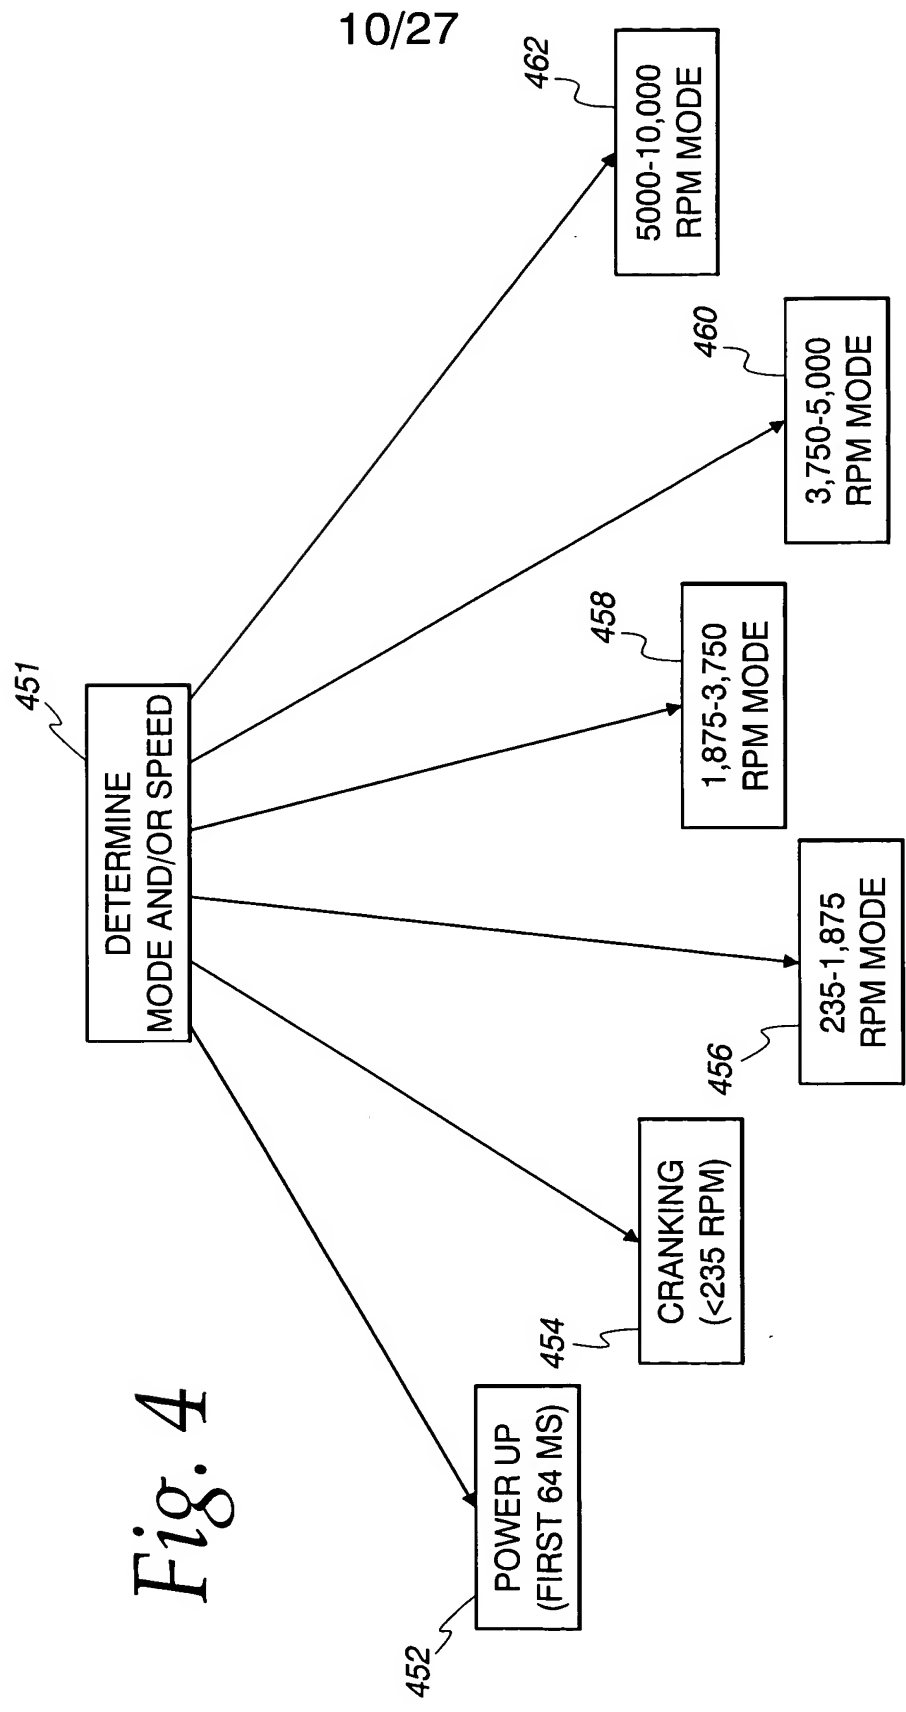 10/27
Fig. 4
451
DETERMINE
MODE AND/OR SPEED
452
POWER UP
(FIRST 64 MS)
454
CRANKING
(<235 RPM)
456
235-1,875
RPM MODE
458
1,875-3,750
RPM MODE
460
3,750-5,000
RPM MODE
462
5000-10,000
RPM MODE